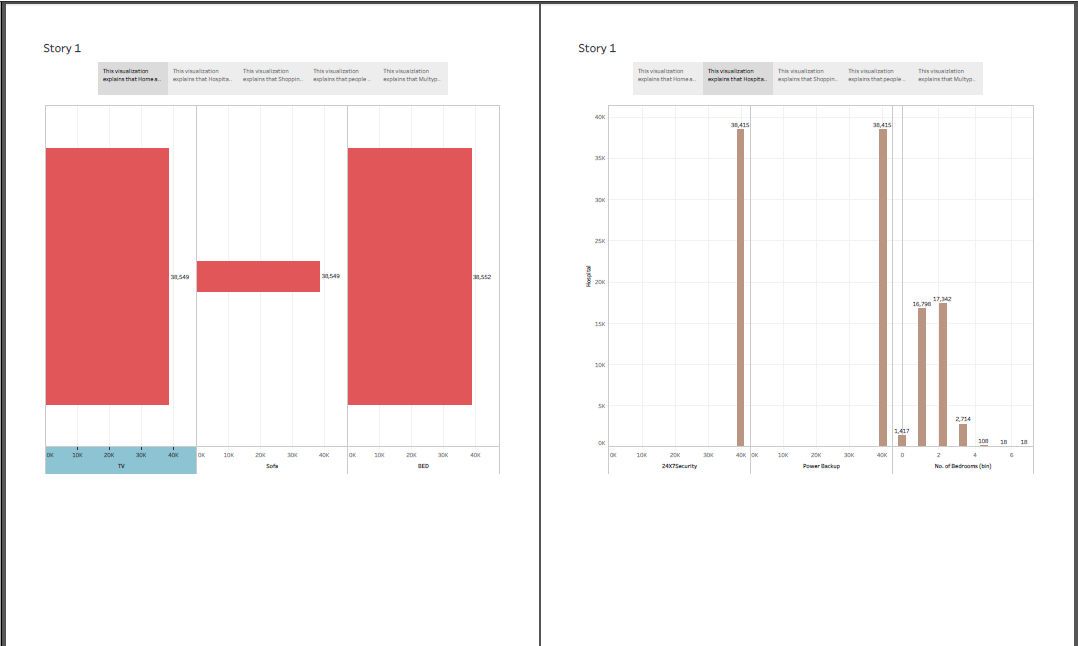 Story 1
This visualization
explains that Home a..
This visualization
explains that Hospita..
This visualization
explains that Shoppin..
This visualization
explains that people ..
This visuaiztation
explains that Multyp..
38,549
38,549
38,552
0K 10K 20K 30K 40K
TV
0K 10K 20K 30K 40K
Sofa
0K 10K 20K 30K 40K
BED
Story 1
This visualization
explains that Home a..
This visualization
explains that Hospita..
This visualization
explains that Shoppin..
This visualization
explains that people ..
This visuaiztation
explains that Multyp..
Hospital
40K
35K
30K
25K
20K
15K
10K
5K
0K
38,415
38,415
1,417
16,798
17,342
2,714
108
18
18
0K 10K 20K 30K 40K
24X7Security
0K 10K 20K 30K 40K
Power Backup
0 2 4 6
No. of Bedrooms (bin)